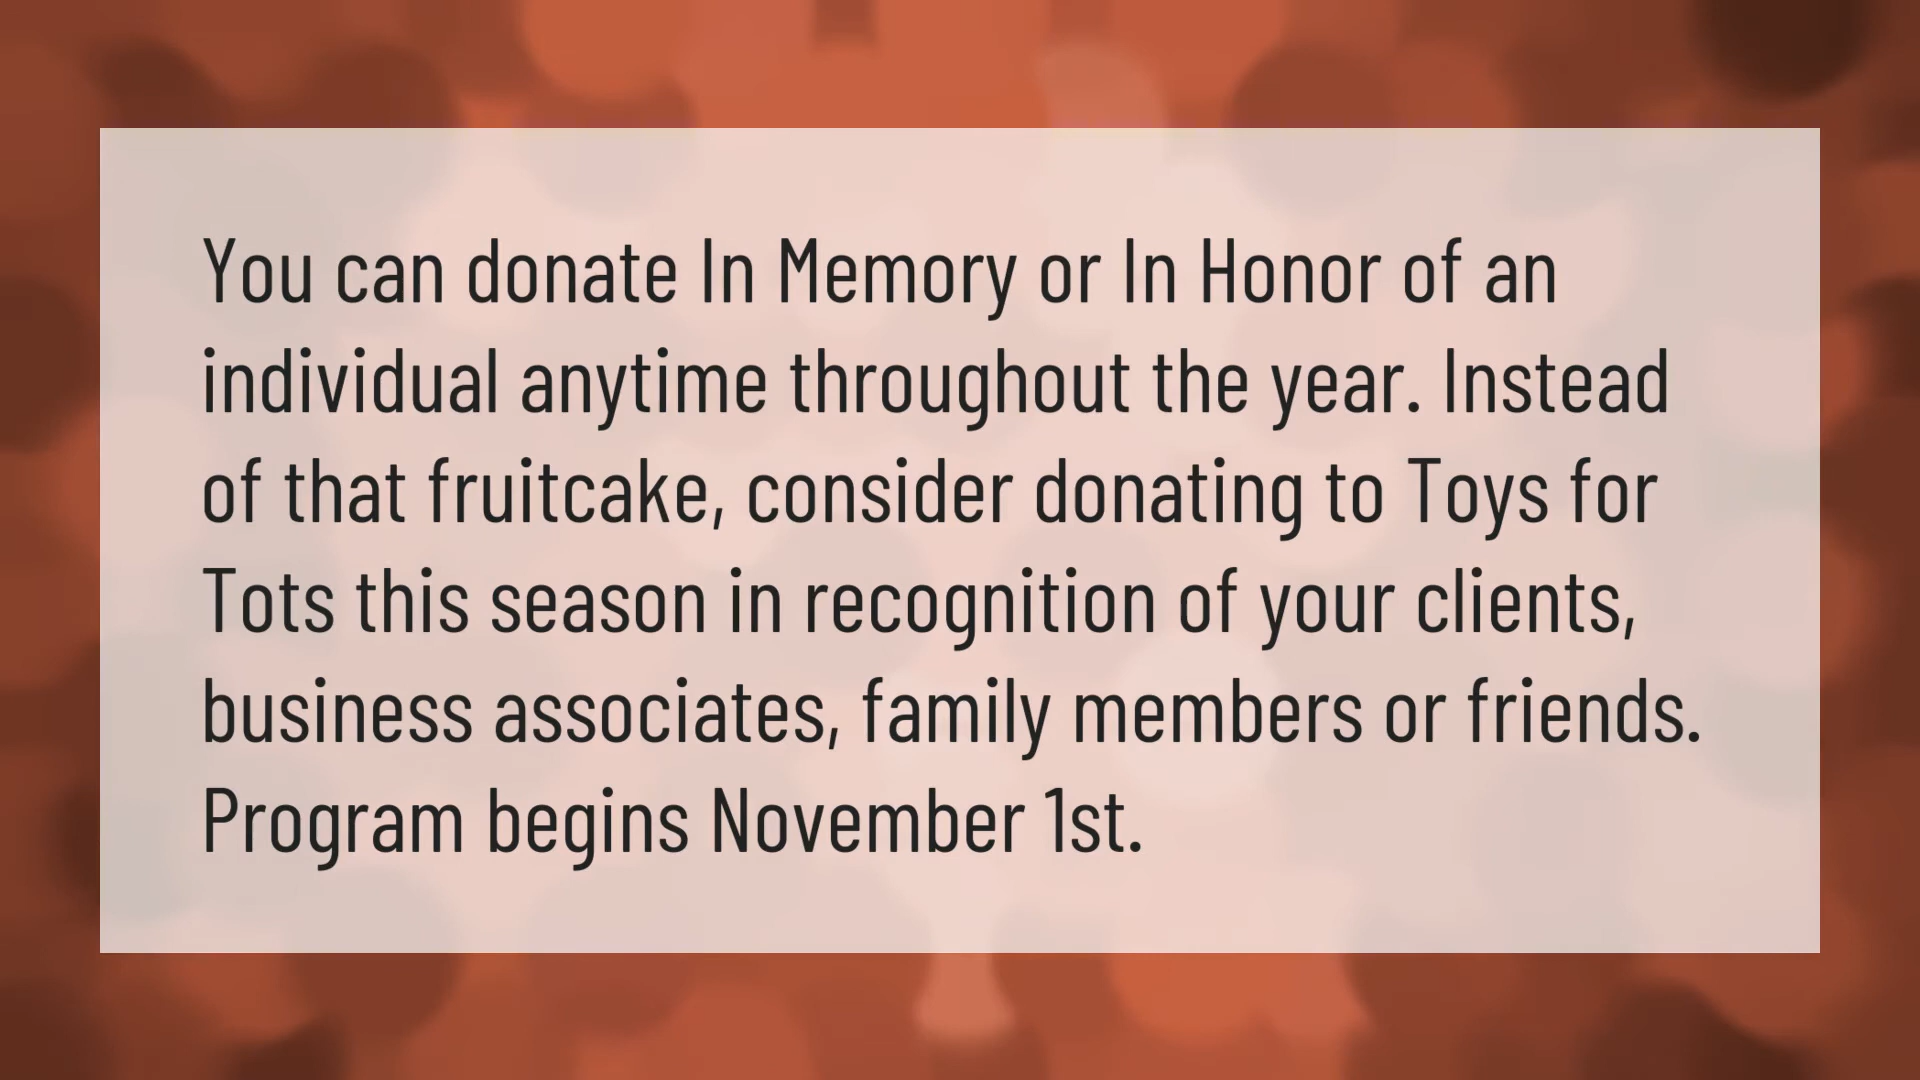 You can donate In Memory or In Honor of an
individual anytime throughout the year. Instead
of that fruitcake, consider donating to Toys for
Tots this season in recognition of your clients,
business associates, family members or friends.
Program begins November 1st.